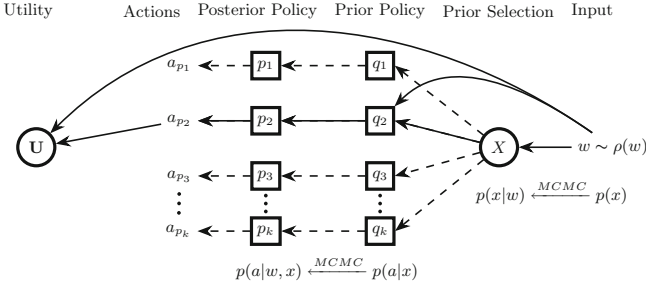 Utility Actions Posterior Policy Prior Policy Prior Selection Input
a_{p_1} p_1 q_1
a_{p_2} p_2 q_2
U X w ∼ ρ(w)
a_{p_3} p_3 q_3
p(x|w) ⟵^{MCMC} p(x)
⋮ ⋮ ⋮
a_{p_k} p_k q_k
p(a|w, x) ⟵^{MCMC} p(a|x)